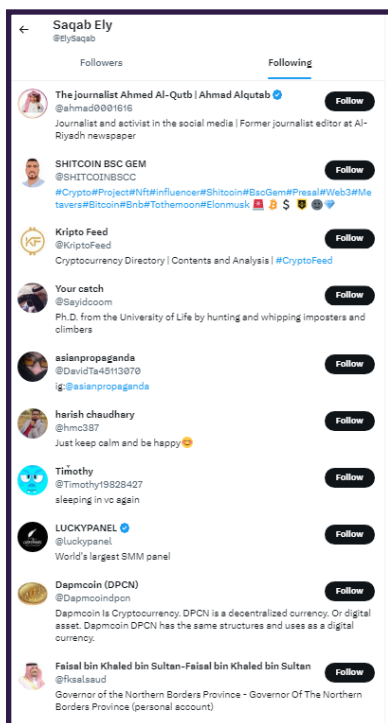 Saqab Ely
@ElySaqab
Followers Following
The journalist Ahmed Al-Qutb | Ahmad Alqutab
Follow
@ahmad0001616
Journalist and activist in the social media | Former journalist editor at Al-
Riyadh newspaper
SHITCOIN BSC GEM
Follow
@SHITCOINBSCC
#Crypto#Project#Nft#influencer#Shitcoin#BscGem#Presal#Web3#Me
tavers#Bitcoin#Bnb#Tothemoon#Elonmusk 🚨 ₿ $
Kripto Feed
Follow
@KriptoFeed
Cryptocurrency Directory | Contents and Analysis | #CryptoFeed
Your catch
Follow
@Sayidcoom
Ph.D. from the University of Life by hunting and whipping imposters and
climbers
asianpropaganda
Follow
@DavidTa45113070
ig:@asianpropaganda
harish chaudhary
Follow
@hmc387
Just keep calm and be happy😊
Timothy
Follow
@Timothy19828427
sleeping in vc again
LUCKYPANEL
Follow
@luckypanel
World's largest SMM panel
Dapmcoin (DPCN)
Follow
@Dapmcoindpcn
Dapmcoin Is Cryptocurrency. DPCN is a decentralized currency. Or digital
asset. Dapmcoin DPCN has the same structures and uses as a digital
currency.
Faisal bin Khaled bin Sultan-Faisal bin Khaled bin Sultan
Follow
@fksalsaud
Governor of the Northern Borders Province - Governor Of The Northern
Borders Province (personal account)